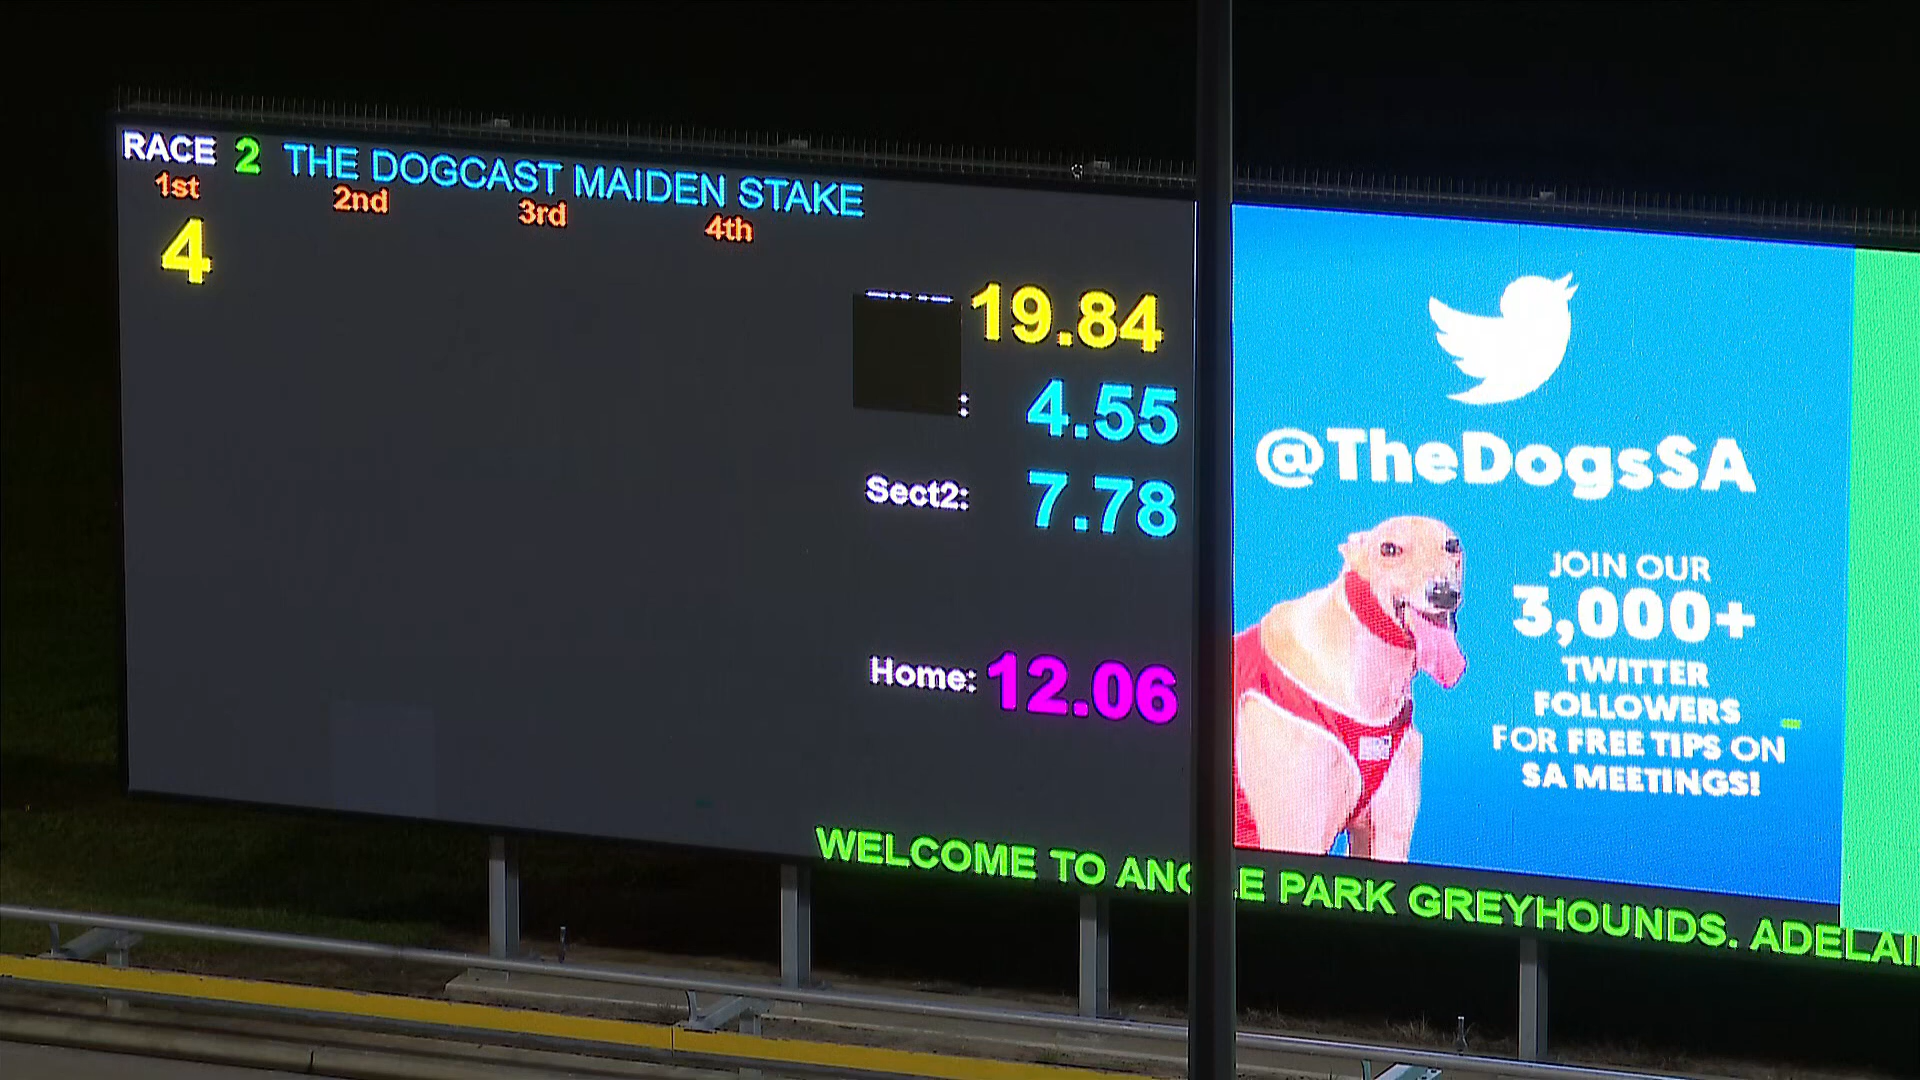 RACE 2 THE DOGCAST MAIDEN STAKE
1st 2nd 3rd 4th
4
19.84
: 4.55
Sect2: 7.78
Home: 12.06
@TheDogsSA
JOIN OUR
3,000+
TWITTER
FOLLOWERS
FOR FREE TIPS ON
SA MEETINGS!
WELCOME TO ANGLE PARK GREYHOUNDS. ADELAI